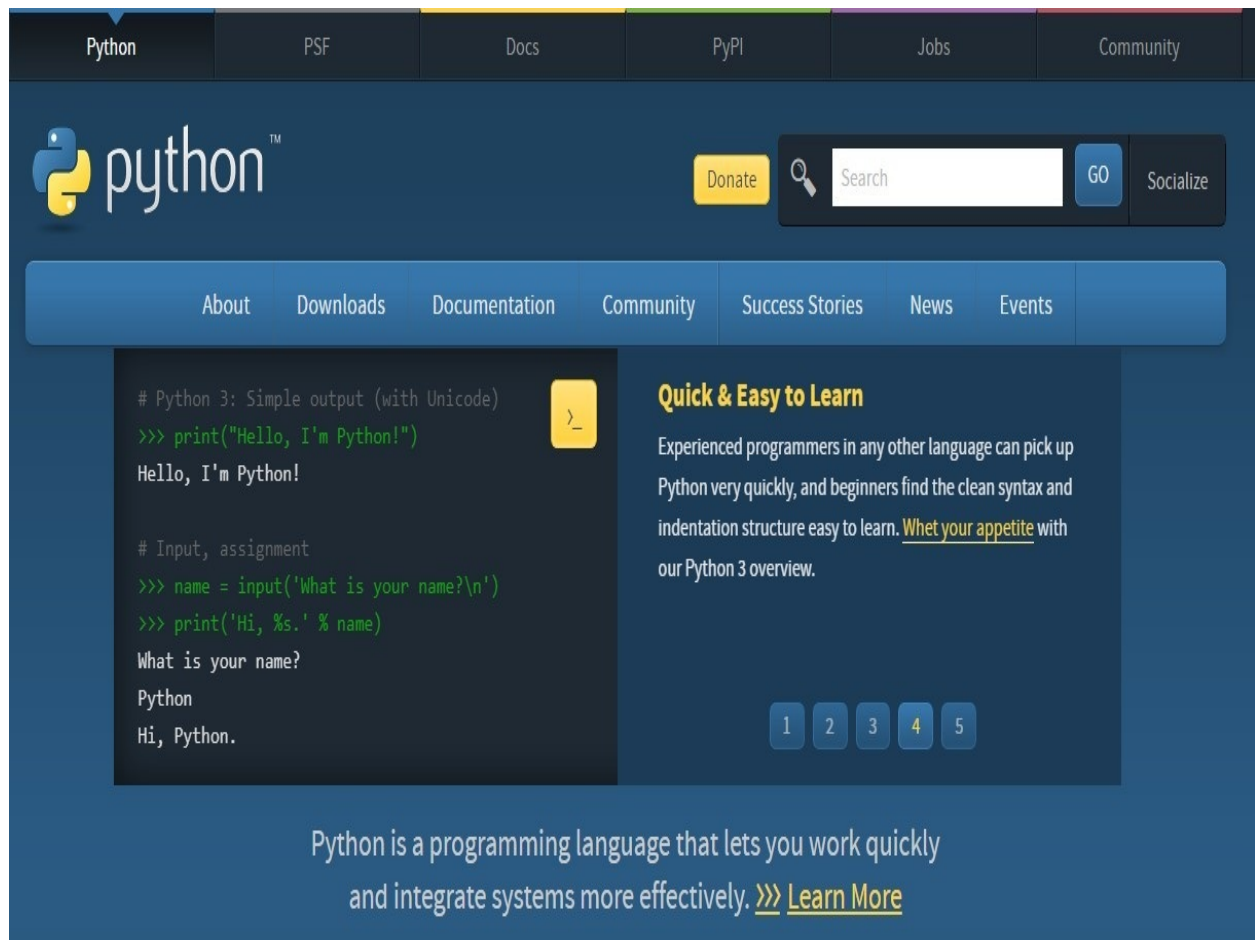 Python PSF Docs PyPI Jobs Community
python™
Donate Search GO Socialize
About Downloads Documentation Community Success Stories News Events
# Python 3: Simple output (with Unicode)
>>> print("Hello, I'm Python!")
Hello, I'm Python!
# Input, assignment
>>> name = input('What is your name?\n')
>>> print('Hi, %s.' % name)
What is your name?
Python
Hi, Python.
>_
Quick & Easy to Learn
Experienced programmers in any other language can pick up
Python very quickly, and beginners find the clean syntax and
indentation structure easy to learn. Whet your appetite with
our Python 3 overview.
1 2 3 4 5
Python is a programming language that lets you work quickly
and integrate systems more effectively. >>> Learn More